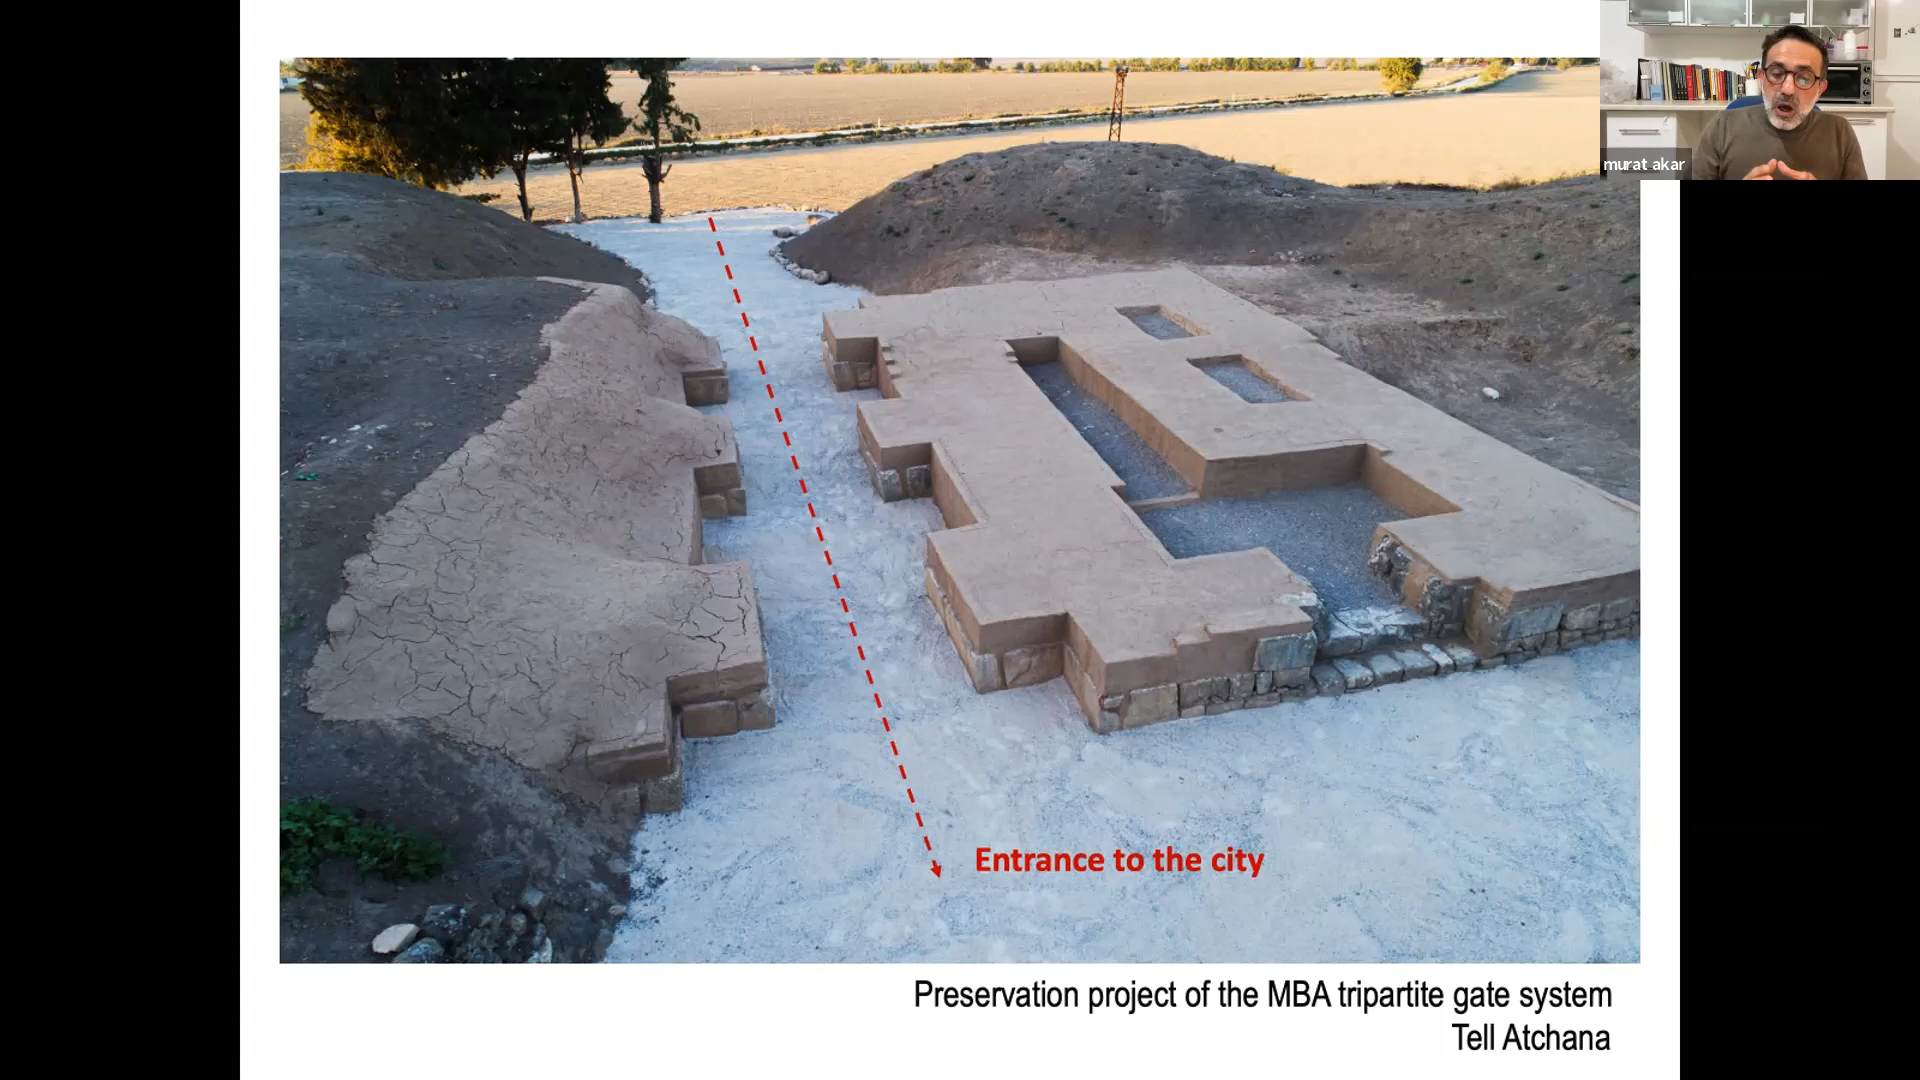 murat akar
Entrance to the city
Preservation project of the MBA tripartite gate system
Tell Atchana